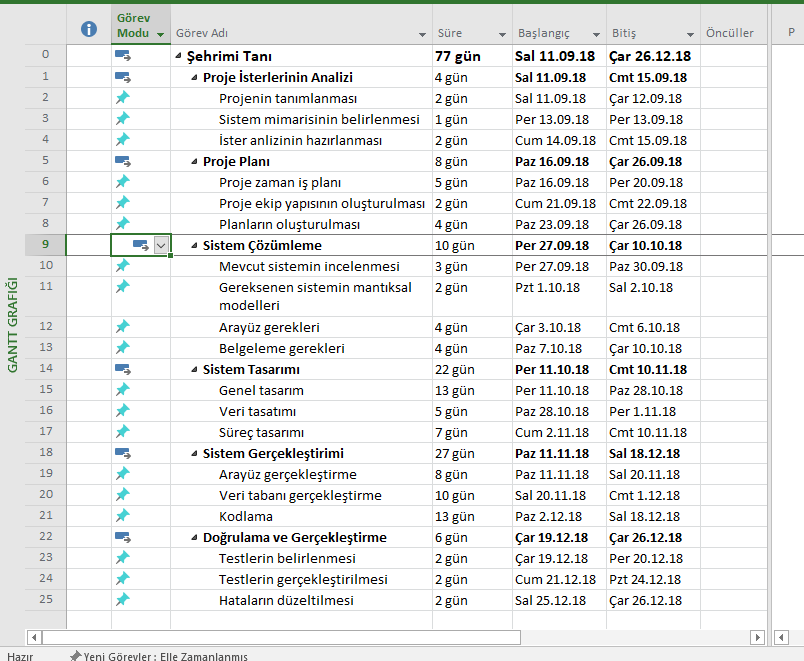 Görev
Modu Görev Adı Süre Başlangıç Bitiş Öncüller P
0 Şehrimi Tanı 77 gün Sal 11.09.18 Çar 26.12.18
1 Proje İsterlerinin Analizi 4 gün Sal 11.09.18 Cmt 15.09.18
2 Projenin tanımlanması 2 gün Sal 11.09.18 Çar 12.09.18
3 Sistem mimarisinin belirlenmesi 1 gün Per 13.09.18 Per 13.09.18
4 İster anlizinin hazırlanması 2 gün Cum 14.09.18 Cmt 15.09.18
5 Proje Planı 8 gün Paz 16.09.18 Çar 26.09.18
6 Proje zaman iş planı 5 gün Paz 16.09.18 Per 20.09.18
7 Proje ekip yapısının oluşturulması 2 gün Cum 21.09.18 Cmt 22.09.18
8 Planların oluşturulması 4 gün Paz 23.09.18 Çar 26.09.18
9 Sistem Çözümleme 10 gün Per 27.09.18 Çar 10.10.18
10 Mevcut sistemin incelenmesi 3 gün Per 27.09.18 Paz 30.09.18
11 Gereksenen sistemin mantıksal 2 gün Pzt 1.10.18 Sal 2.10.18
modelleri
12 Arayüz gerekleri 4 gün Çar 3.10.18 Cmt 6.10.18
13 Belgeleme gerekleri 4 gün Paz 7.10.18 Çar 10.10.18
14 Sistem Tasarımı 22 gün Per 11.10.18 Cmt 10.11.18
15 Genel tasarım 13 gün Per 11.10.18 Paz 28.10.18
16 Veri tasatımı 5 gün Paz 28.10.18 Per 1.11.18
17 Süreç tasarımı 7 gün Cum 2.11.18 Cmt 10.11.18
18 Sistem Gerçekleştirimi 27 gün Paz 11.11.18 Sal 18.12.18
19 Arayüz gerçekleştirme 8 gün Paz 11.11.18 Sal 20.11.18
20 Veri tabanı gerçekleştirme 10 gün Sal 20.11.18 Cmt 1.12.18
21 Kodlama 13 gün Paz 2.12.18 Sal 18.12.18
22 Doğrulama ve Gerçekleştirme 6 gün Çar 19.12.18 Çar 26.12.18
23 Testlerin belirlenmesi 2 gün Çar 19.12.18 Per 20.12.18
24 Testlerin gerçekleştirilmesi 2 gün Cum 21.12.18 Pzt 24.12.18
25 Hataların düzeltilmesi 2 gün Sal 25.12.18 Çar 26.12.18
GANTT GRAFİĞİ
Hazır Yeni Görevler : Elle Zamanlanmış